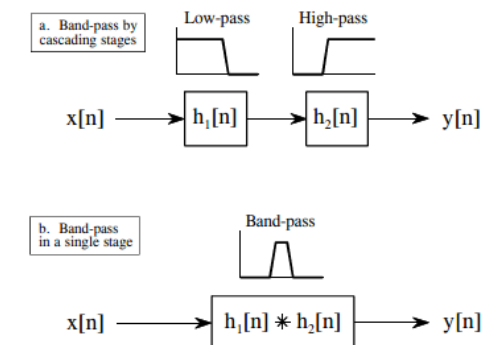 a. Band-pass by
cascading stages
Low-pass
High-pass
x[n]
h₁[n]
h₂[n]
y[n]
b. Band-pass
in a single stage
Band-pass
x[n]
h₁[n] ∗ h₂[n]
y[n]